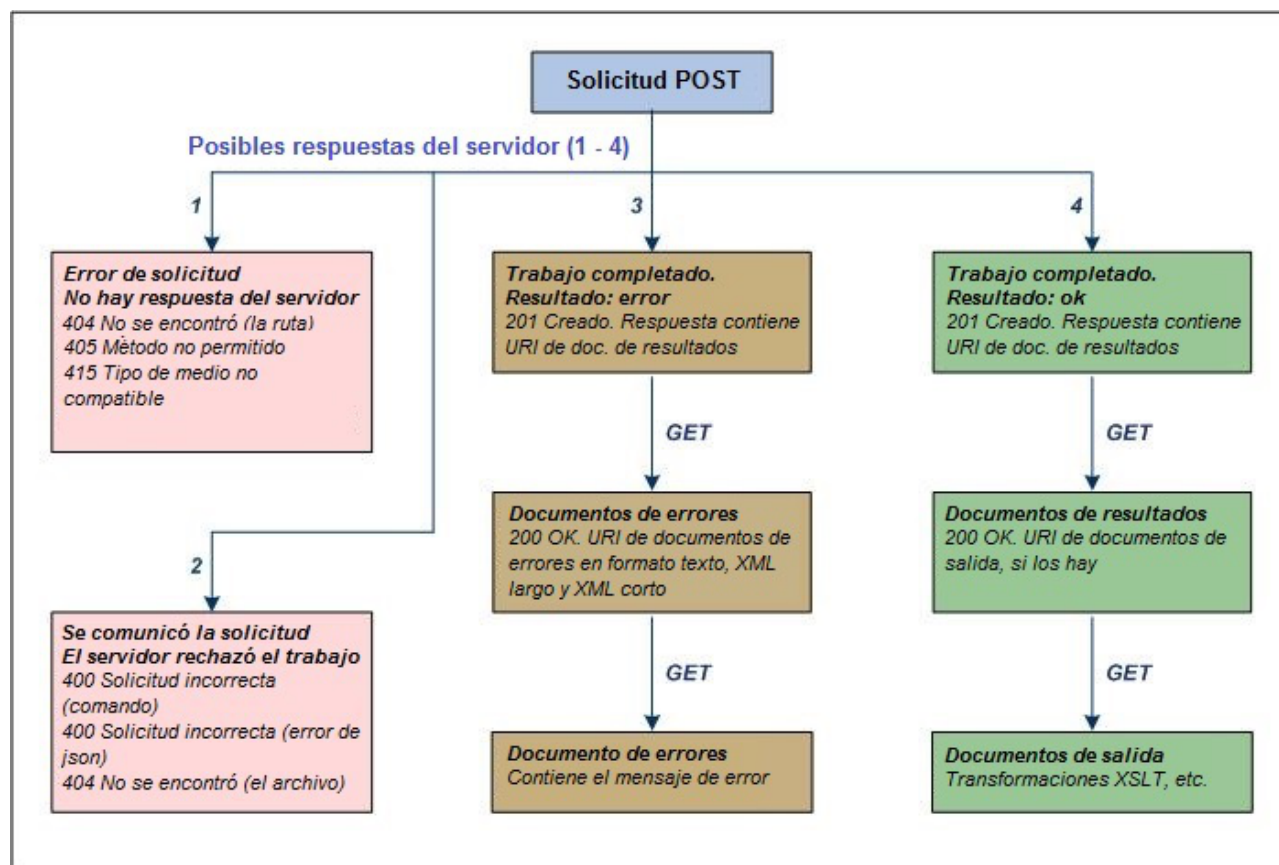 Solicitud POST
Posibles respuestas del servidor (1 - 4)
1
3
4
Error de solicitud
No hay respuesta del servidor
404 No se encontró (la ruta)
405 Mètodo no permitido
415 Tipo de medio no
compatible
Trabajo completado.
Resultado: error
201 Creado. Respuesta contiene
URI de doc. de resultados
Trabajo completado.
Resultado: ok
201 Creado. Respuesta contiene
URI de doc. de resultados
GET
GET
Documentos de errores
200 OK. URI de documentos de
errores en formato texto, XML
largo y XML corto
Documentos de resultados
200 OK. URI de documentos de
salida, si los hay
2
Se comunicó la solicitud
El servidor rechazó el trabajo
400 Solicitud incorrecta
(comando)
400 Solicitud incorrecta (error de
json)
404 No se encontró (el archivo)
GET
GET
Documento de errores
Contiene el mensaje de error
Documentos de salida
Transformaciones XSLT, etc.